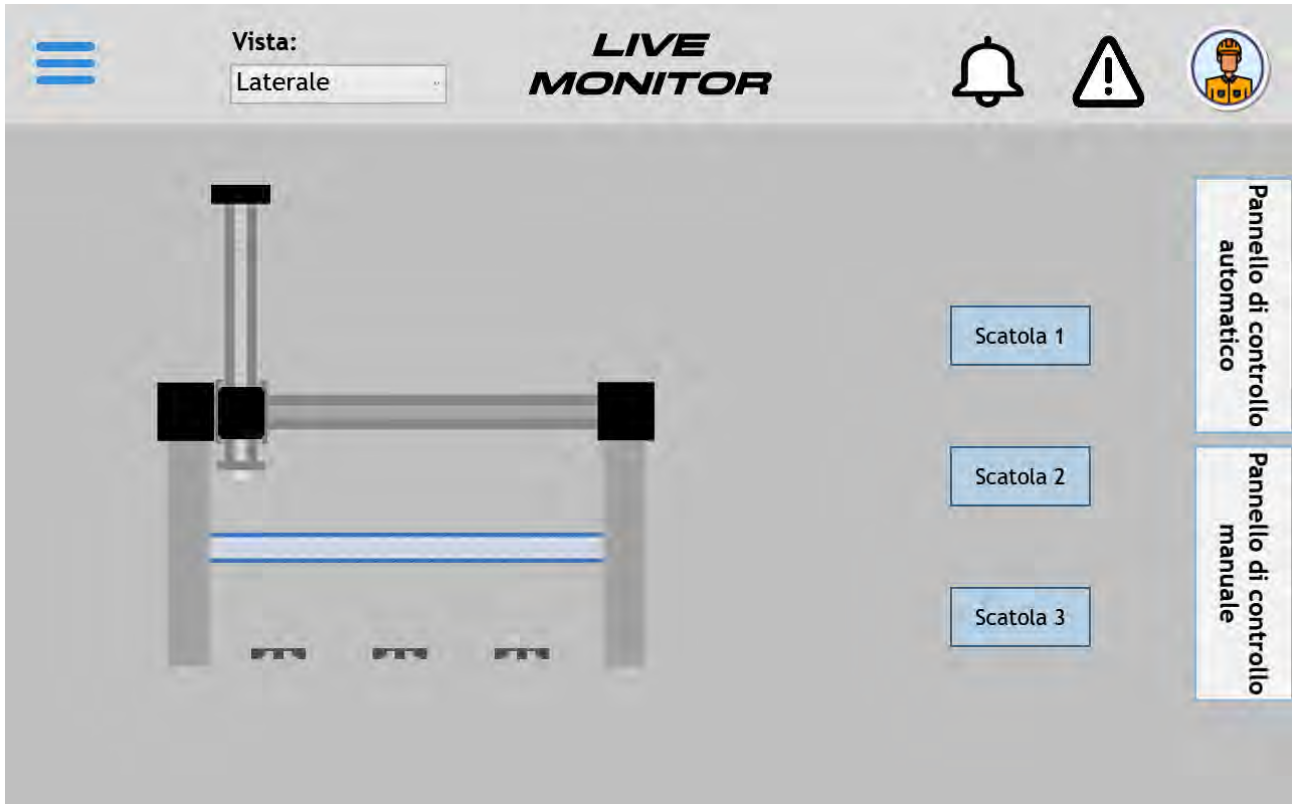 Vista:
Laterale
LIVE
MONITOR
Scatola 1
Scatola 2
Scatola 3
Pannello di controllo
automatico
Pannello di controllo
manuale